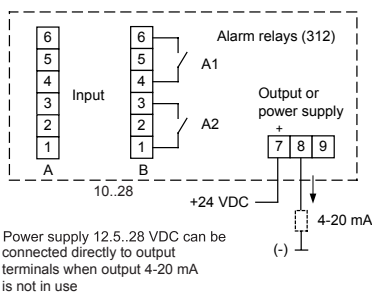 Alarm relays (312)
6
5
4
3
2
1
A
Input
6
5
4
3
2
1
B
A1
A2
Output or
power supply
+
7 8 9
10..28
+24 VDC
4-20 mA
(-)
Power supply 12.5..28 VDC can be
connected directly to output
terminals when output 4-20 mA
is not in use